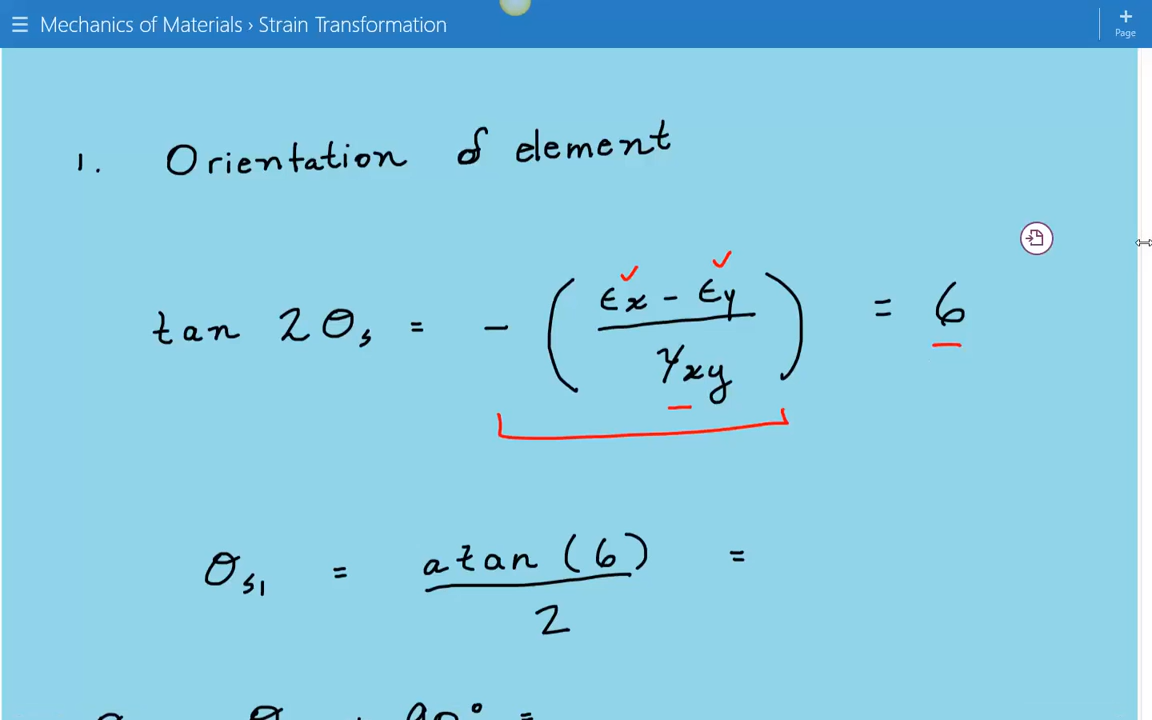 Mechanics of Materials › Strain Transformation
+
Page
1. Orientation of element
tan 2θs = - ( (εx - εy) / γxy ) = 6
θs1 = atan(6) / 2 =
+ 90° =